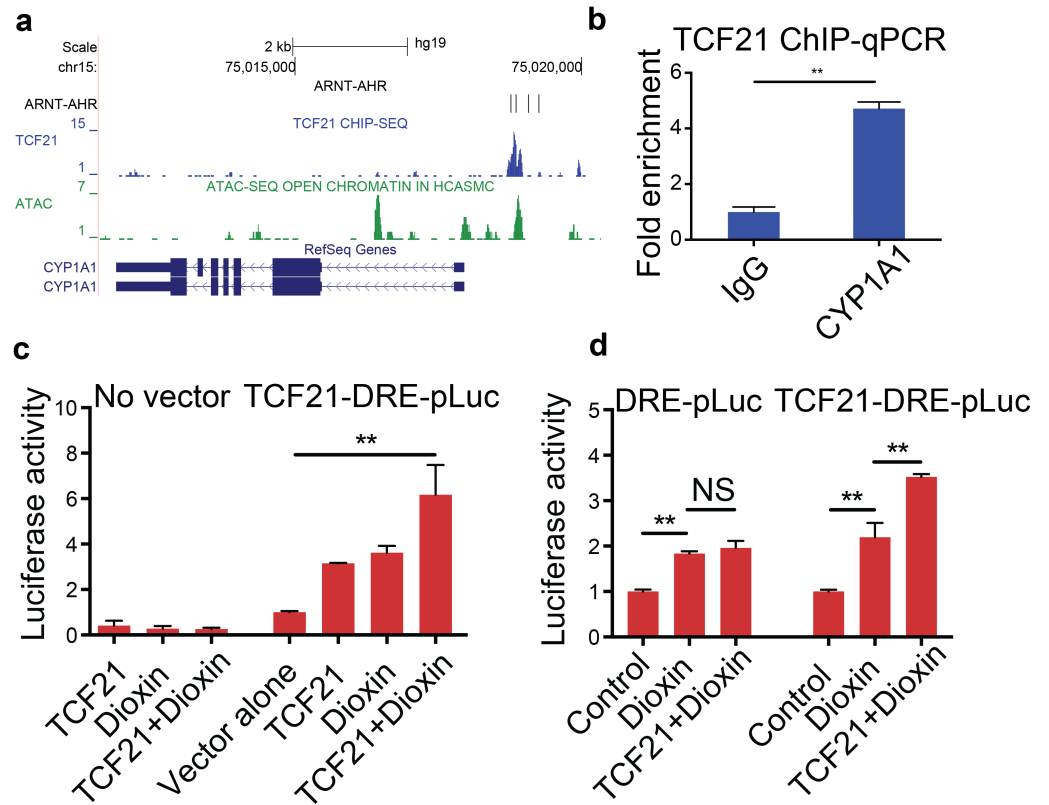 a
Scale
2 kb
hg19
chr15:
75,015,000
75,020,000
ARNT-AHR
ARNT-AHR
15
TCF21 CHIP-SEQ
TCF21
1
7
ATAC-SEQ OPEN CHROMATIN IN HCASMC
ATAC
1
RefSeq Genes
CYP1A1
CYP1A1
b
TCF21 ChIP-qPCR
Fold enrichment
6
4
2
0
**
IgG
CYP1A1
c
No vector
TCF21-DRE-pLuc
Luciferase activity
10
8
6
4
2
0
**
TCF21
Dioxin
TCF21+Dioxin
Vector alone
TCF21
Dioxin
TCF21+Dioxin
d
DRE-pLuc
TCF21-DRE-pLuc
Luciferase activity
5
4
3
2
1
0
**
NS
**
**
Control
Dioxin
TCF21+Dioxin
Control
Dioxin
TCF21+Dioxin